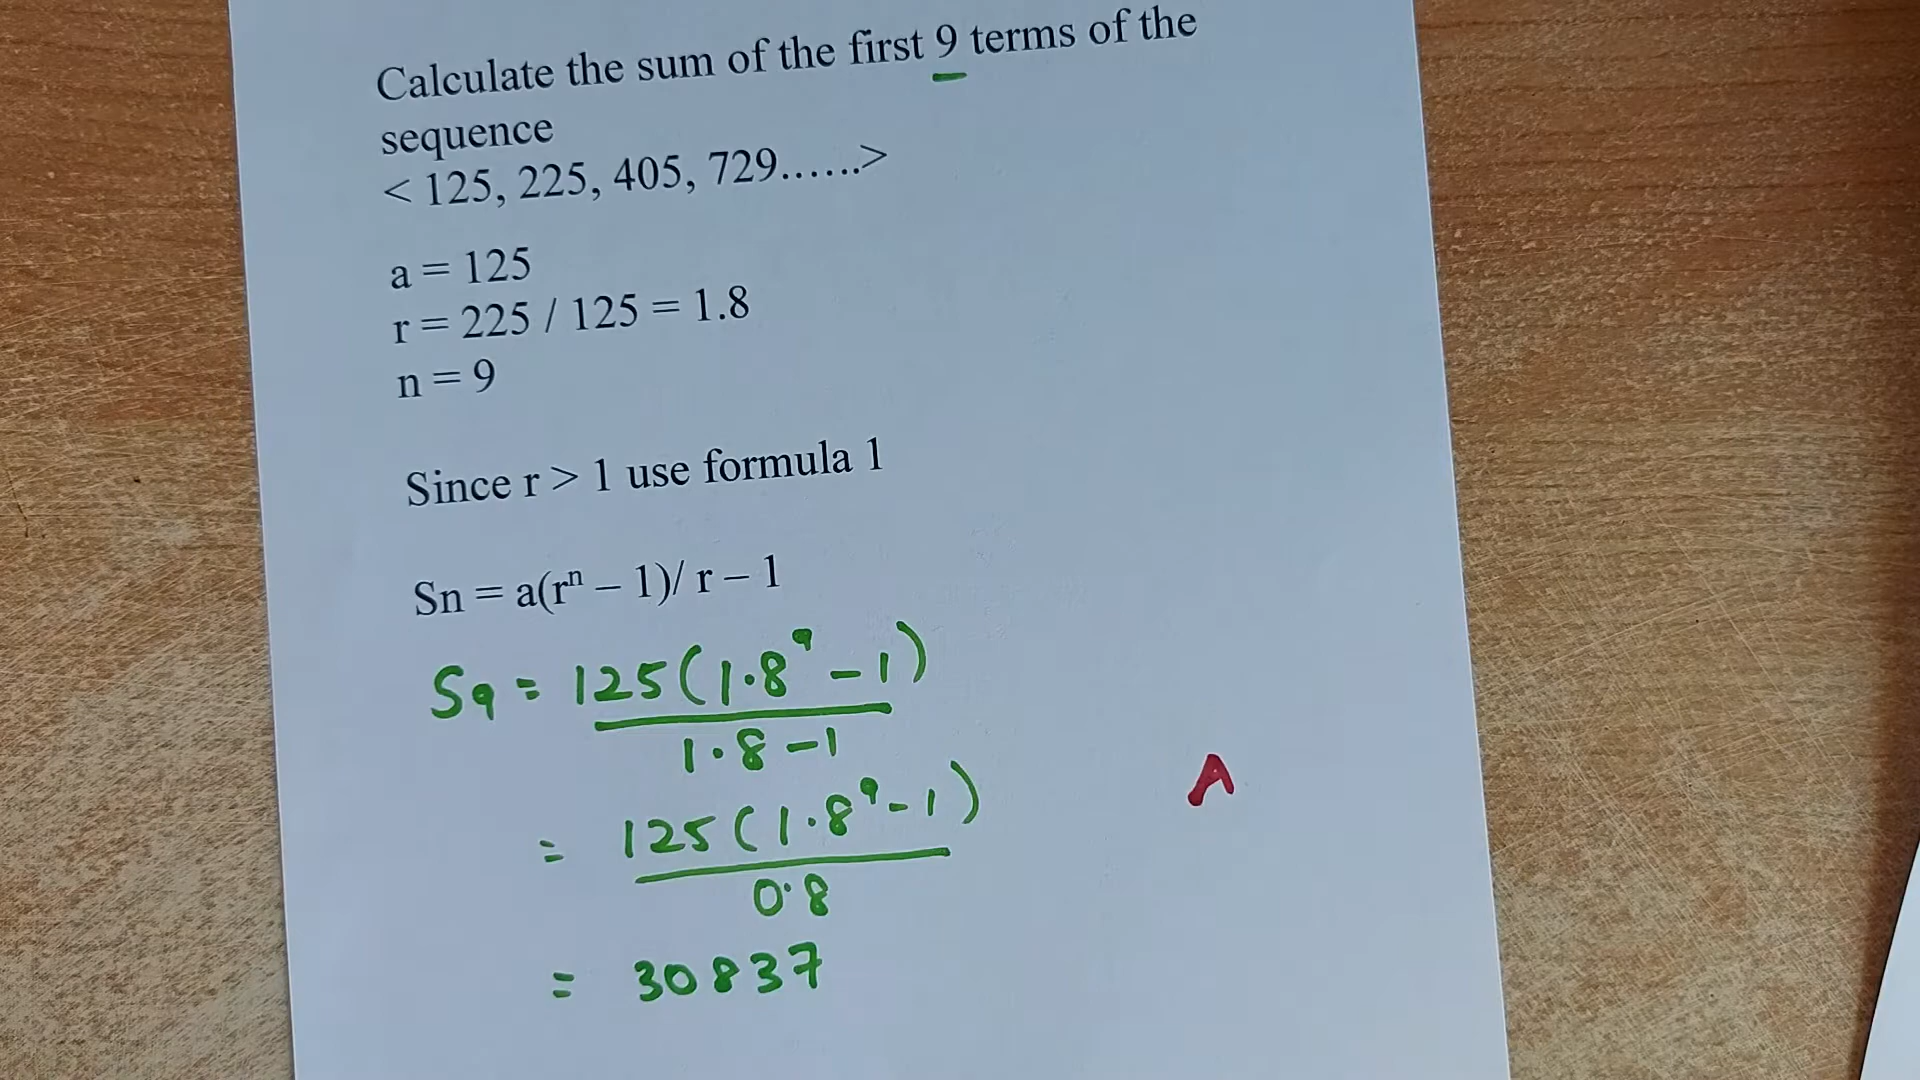 Calculate the sum of the first 9 terms of the
sequence
< 125, 225, 405, 729......>
a = 125
r = 225 / 125 = 1.8
n = 9
Since r > 1 use formula 1
Sn = a(rⁿ – 1)/ r – 1
S₉ = 125(1.8⁹ - 1)
1.8 - 1
= 125(1.8⁹ - 1)
0.8
A
= 30837